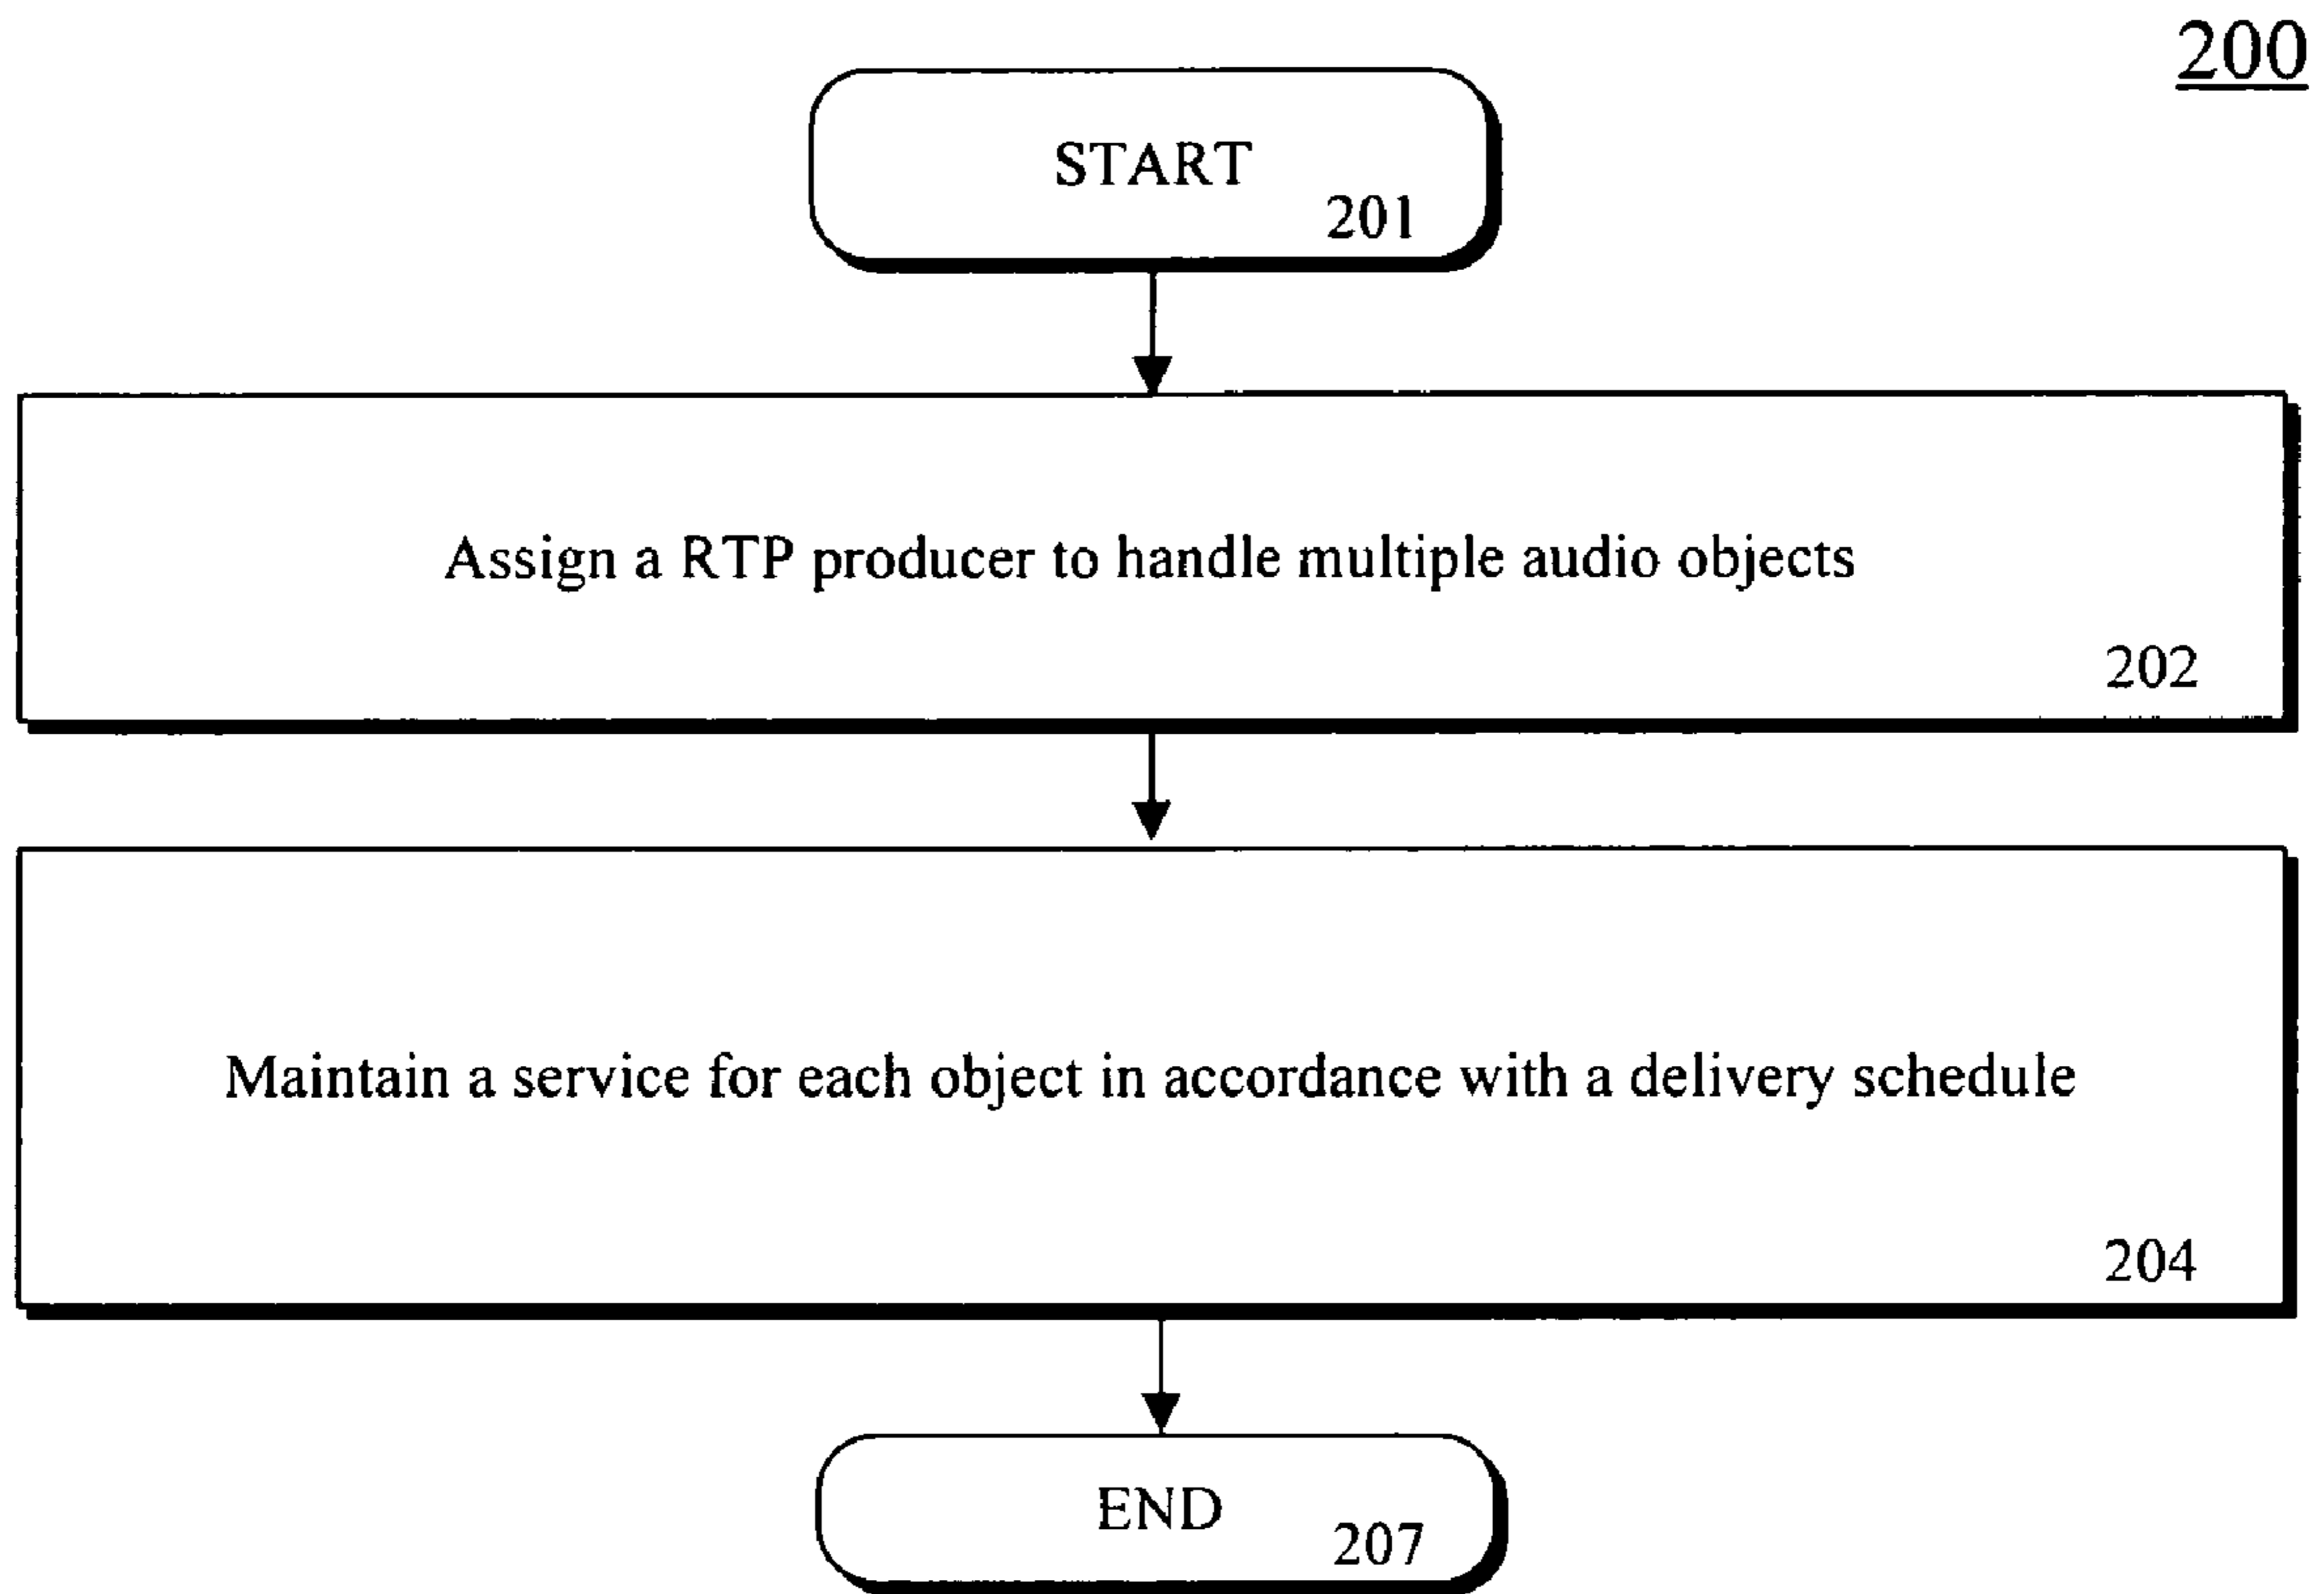 200
START
201
Assign a RTP producer to handle multiple audio objects
202
Maintain a service for each object in accordance with a delivery schedule
204
END
207